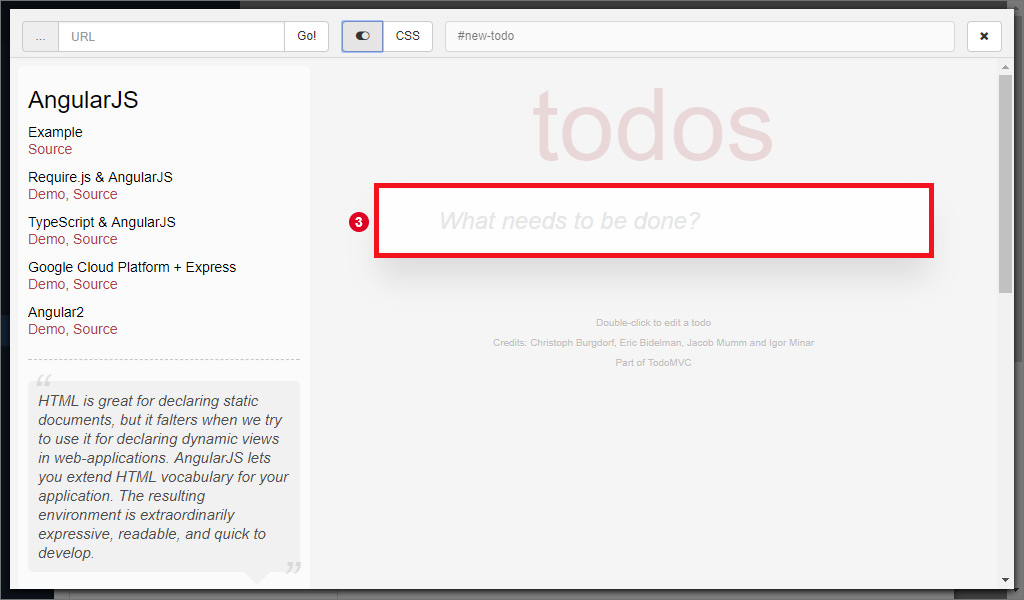 ...
URL
Go!
CSS
#new-todo
AngularJS
Example
Source
Require.js & AngularJS
Demo, Source
TypeScript & AngularJS
Demo, Source
Google Cloud Platform + Express
Demo, Source
Angular2
Demo, Source
“
HTML is great for declaring static
documents, but it falters when we try
to use it for declaring dynamic views
in web-applications. AngularJS lets
you extend HTML vocabulary for your
application. The resulting
environment is extraordinarily
expressive, readable, and quick to
develop.
”
todos
3
What needs to be done?
Double-click to edit a todo
Credits: Christoph Burgdorf, Eric Bidelman, Jacob Mumm and Igor Minar
Part of TodoMVC